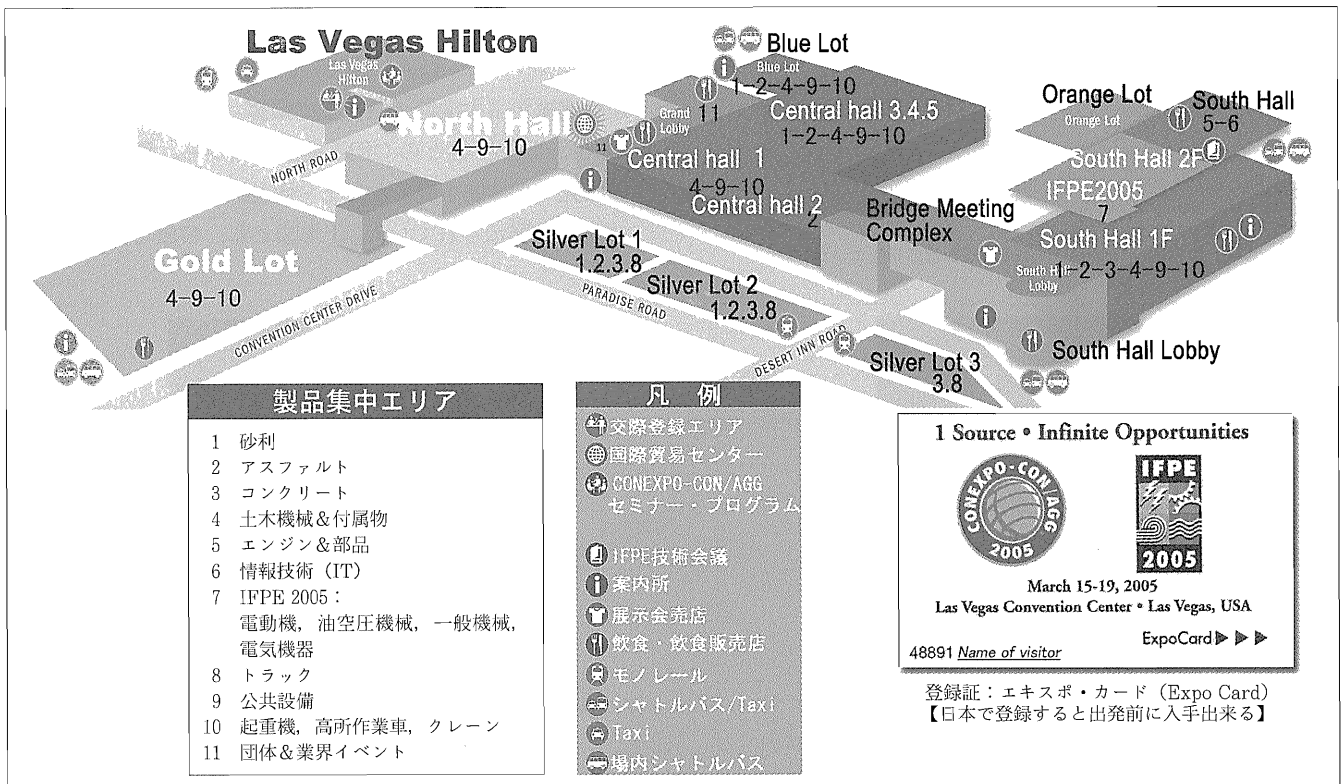 Las Vegas Hilton
Las Vegas
Hilton
Blue Lot
Blue Lot
1-2-4-9-10
Grand
Lobby
11
Central hall 3.4.5
1-2-4-9-10
Orange Lot
Orange Lot
South Hall
5-6
North Hall
4-9-10
11
Central hall 1
4-9-10
Central hall 2
2
South Hall 2F
IFPE2005
7
NORTH ROAD
Bridge Meeting
Complex
South Hall 1F
1-2-3-4-9-10
South Hall
Lobby
Gold Lot
4-9-10
Silver Lot 1
1.2.3.8
Silver Lot 2
1.2.3.8
PARADISE ROAD
CONVENTION CENTER DRIVE
DESERT INN ROAD
Silver Lot 3
3.8
South Hall Lobby
製品集中エリア
1 砂利
2 アスファルト
3 コンクリート
4 土木機械&付属物
5 エンジン&部品
6 情報技術（IT）
7 IFPE 2005：
電動機，油空圧機械，一般機械，
電気機器
8 トラック
9 公共設備
10 起重機，高所作業車，クレーン
11 団体&業界イベント
凡 例
交際登録エリア
国際貿易センター
CONEXPO-CON/AGG
セミナー・プログラム
IFPE技術会議
案内所
展示会売店
飲食・飲食販売店
モノレール
シャトルバス/Taxi
Taxi
場内シャトルバス
1 Source • Infinite Opportunities
CONEXPO-CON/AGG
2005
IFPE
2005
March 15-19, 2005
Las Vegas Convention Center • Las Vegas, USA
ExpoCard
48891 Name of visitor
登録証：エキスポ・カード（Expo Card）
【日本で登録すると出発前に入手出来る】